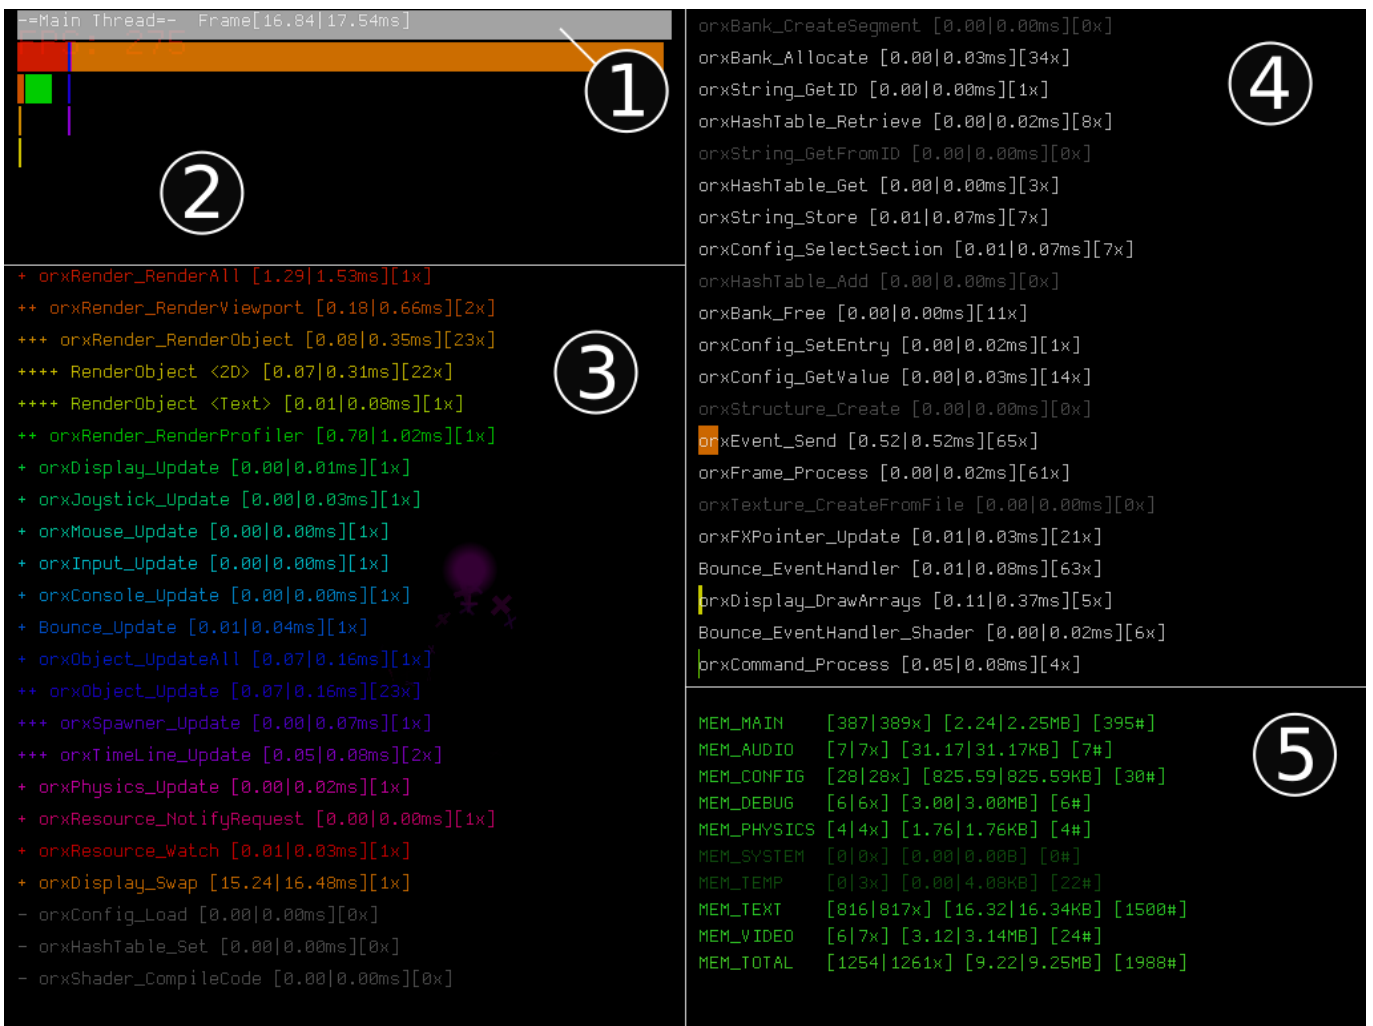 -=Main Thread=-  Frame[16.84|17.54ms]
FPS: 275
1
2
+ orxRender_RenderAll [1.29|1.53ms][1x]
++ orxRender_RenderViewport [0.18|0.66ms][2x]
+++ orxRender_RenderObject [0.08|0.35ms][23x]
++++ RenderObject <2D> [0.07|0.31ms][22x]
++++ RenderObject <Text> [0.01|0.08ms][1x]
++ orxRender_RenderProfiler [0.70|1.02ms][1x]
+ orxDisplay_Update [0.00|0.01ms][1x]
+ orxJoystick_Update [0.00|0.03ms][1x]
+ orxMouse_Update [0.00|0.00ms][1x]
+ orxInput_Update [0.00|0.00ms][1x]
+ orxConsole_Update [0.00|0.00ms][1x]
+ Bounce_Update [0.01|0.04ms][1x]
+ orxObject_UpdateAll [0.07|0.16ms][1x]
++ orxObject_Update [0.07|0.16ms][23x]
+++ orxSpawner_Update [0.00|0.07ms][1x]
+++ orxTimeLine_Update [0.05|0.08ms][2x]
+ orxPhysics_Update [0.00|0.02ms][1x]
+ orxResource_NotifyRequest [0.00|0.00ms][1x]
+ orxResource_Watch [0.01|0.03ms][1x]
+ orxDisplay_Swap [15.24|16.48ms][1x]
- orxConfig_Load [0.00|0.00ms][0x]
- orxHashTable_Set [0.00|0.00ms][0x]
- orxShader_CompileCode [0.00|0.00ms][0x]
3
orxBank_CreateSegment [0.00|0.00ms][0x]
orxBank_Allocate [0.00|0.03ms][34x]
orxString_GetID [0.00|0.00ms][1x]
orxHashTable_Retrieve [0.00|0.02ms][8x]
orxString_GetFromID [0.00|0.00ms][0x]
orxHashTable_Get [0.00|0.00ms][3x]
orxString_Store [0.01|0.07ms][7x]
orxConfig_SelectSection [0.01|0.07ms][7x]
orxHashTable_Add [0.00|0.00ms][0x]
orxBank_Free [0.00|0.00ms][11x]
orxConfig_SetEntry [0.00|0.02ms][1x]
orxConfig_GetValue [0.00|0.03ms][14x]
orxStructure_Create [0.00|0.00ms][0x]
orxEvent_Send [0.52|0.52ms][65x]
orxFrame_Process [0.00|0.02ms][61x]
orxTexture_CreateFromFile [0.00|0.00ms][0x]
orxFXPointer_Update [0.01|0.03ms][21x]
Bounce_EventHandler [0.01|0.08ms][63x]
orxDisplay_DrawArrays [0.11|0.37ms][5x]
Bounce_EventHandler_Shader [0.00|0.02ms][6x]
orxCommand_Process [0.05|0.08ms][4x]
4
MEM_MAIN [387|389x] [2.24|2.25MB] [395#]
MEM_AUDIO [7|7x] [31.17|31.17KB] [7#]
MEM_CONFIG [28|28x] [825.59|825.59KB] [30#]
MEM_DEBUG [6|6x] [3.00|3.00MB] [6#]
MEM_PHYSICS [4|4x] [1.76|1.76KB] [4#]
MEM_SYSTEM [0|0x] [0.00|0.00B] [0#]
MEM_TEMP [0|3x] [0.00|4.08KB] [22#]
MEM_TEXT [816|817x] [16.32|16.34KB] [1500#]
MEM_VIDEO [6|7x] [3.12|3.14MB] [24#]
MEM_TOTAL [1254|1261x] [9.22|9.25MB] [1988#]
5